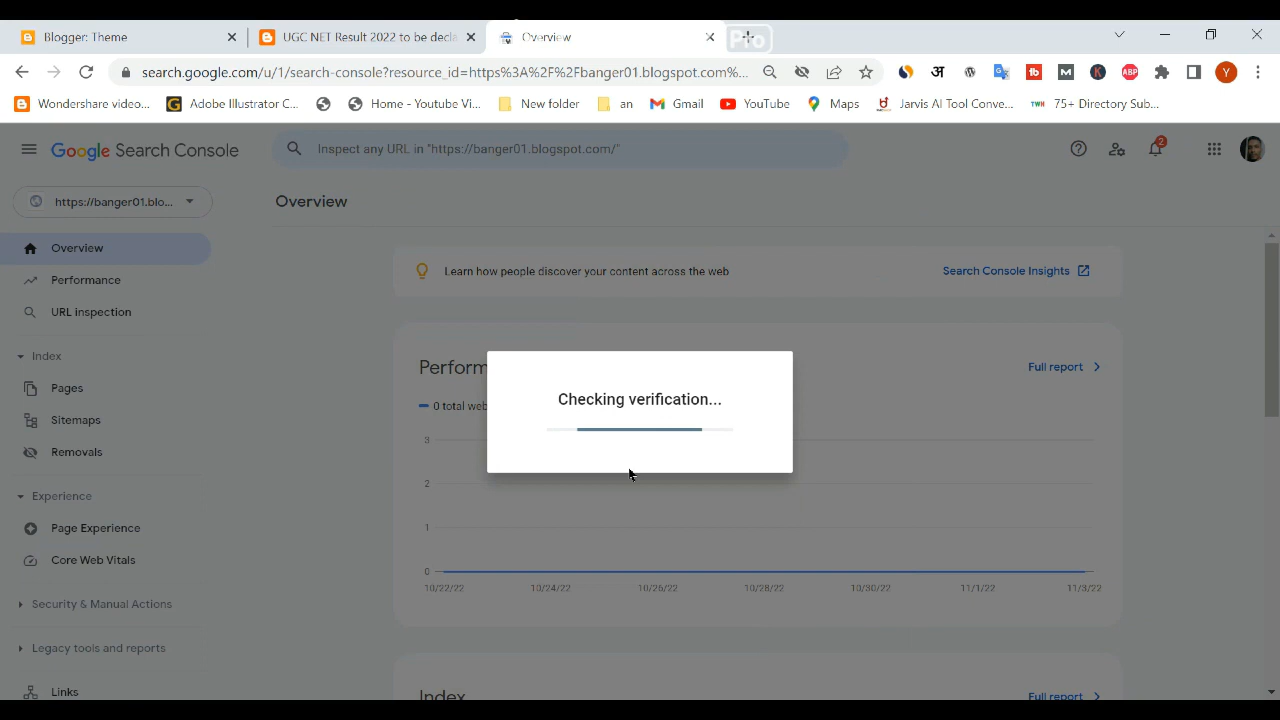 Blogger: Theme
UGC NET Result 2022 to be decla
Overview
Pro
search.google.com/u/1/search-console?resource_id=https%3A%2F%2Fbanger01.blogspot.com%...
Wondershare video...
Adobe Illustrator C...
Home - Youtube Vi...
New folder
an
Gmail
YouTube
Maps
Jarvis AI Tool Conve...
75+ Directory Sub...
Google Search Console
Inspect any URL in "https://banger01.blogspot.com/"
2
https://banger01.blo...
Overview
Overview
Performance
URL inspection
Index
Pages
Sitemaps
Removals
Experience
Page Experience
Core Web Vitals
Security & Manual Actions
Legacy tools and reports
Links
Learn how people discover your content across the web
Search Console Insights
Perform
Full report
0 total web
Checking verification...
3
2
1
0
10/22/22
10/24/22
10/26/22
10/28/22
10/30/22
11/1/22
11/3/22
Index
Full report